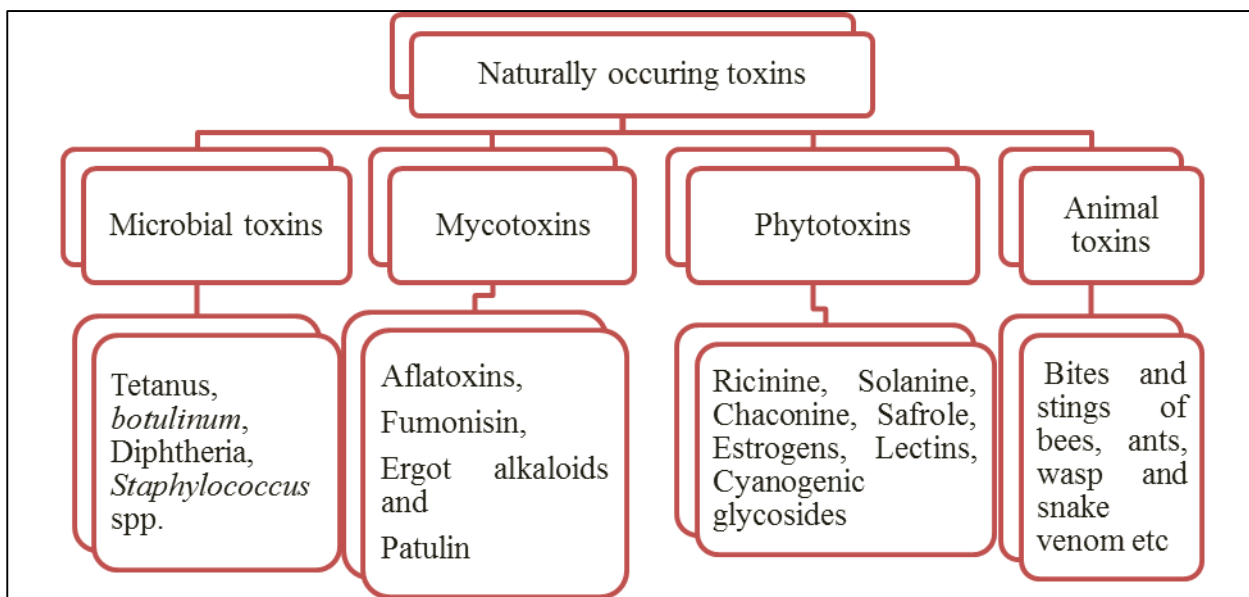 Naturally occuring toxins
Microbial toxins
Mycotoxins
Phytotoxins
Animal
toxins
Tetanus,
botulinum,
Diphtheria,
Staphylococcus
spp.
Aflatoxins,
Fumonisin,
Ergot alkaloids
and
Patulin
Ricinine, Solanine,
Chaconine, Safrole,
Estrogens, Lectins,
Cyanogenic
glycosides
Bites and
stings of
bees, ants,
wasp and
snake
venom etc